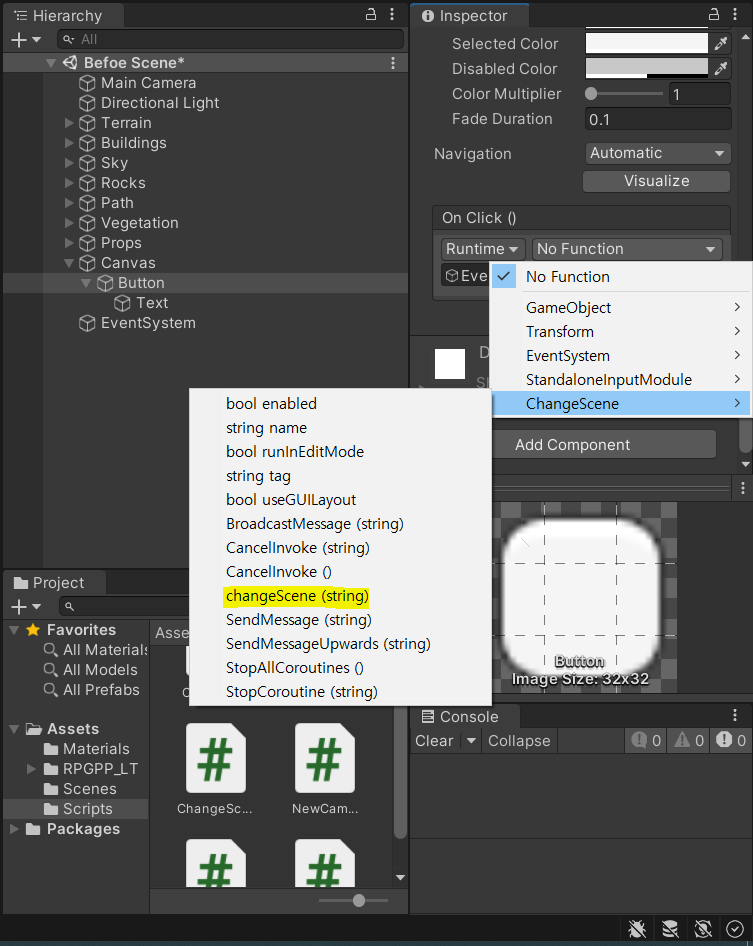 Hierarchy
All
Befoe Scene*
Main Camera
Directional Light
Terrain
Buildings
Sky
Rocks
Path
Vegetation
Props
Canvas
Button
Text
EventSystem
Inspector
Selected Color
Disabled Color
Color Multiplier
1
Fade Duration
0.1
Navigation
Automatic
Visualize
On Click ()
Runtime
No Function
Eve
No Function
GameObject
Transform
EventSystem
StandaloneInputModule
ChangeScene
Add Component
bool enabled
string name
bool runInEditMode
string tag
bool useGUILayout
BroadcastMessage (string)
CancelInvoke (string)
CancelInvoke ()
changeScene (string)
SendMessage (string)
SendMessageUpwards (string)
StopAllCoroutines ()
StopCoroutine (string)
Button
Image Size: 32x32
Project
Favorites
All Materials
All Models
All Prefabs
Assets
Materials
RPGPP_LT
Scenes
Scripts
Packages
Asse
#
#
ChangeSc...
NewCam...
#
#
Console
Clear
Collapse
0
0
0